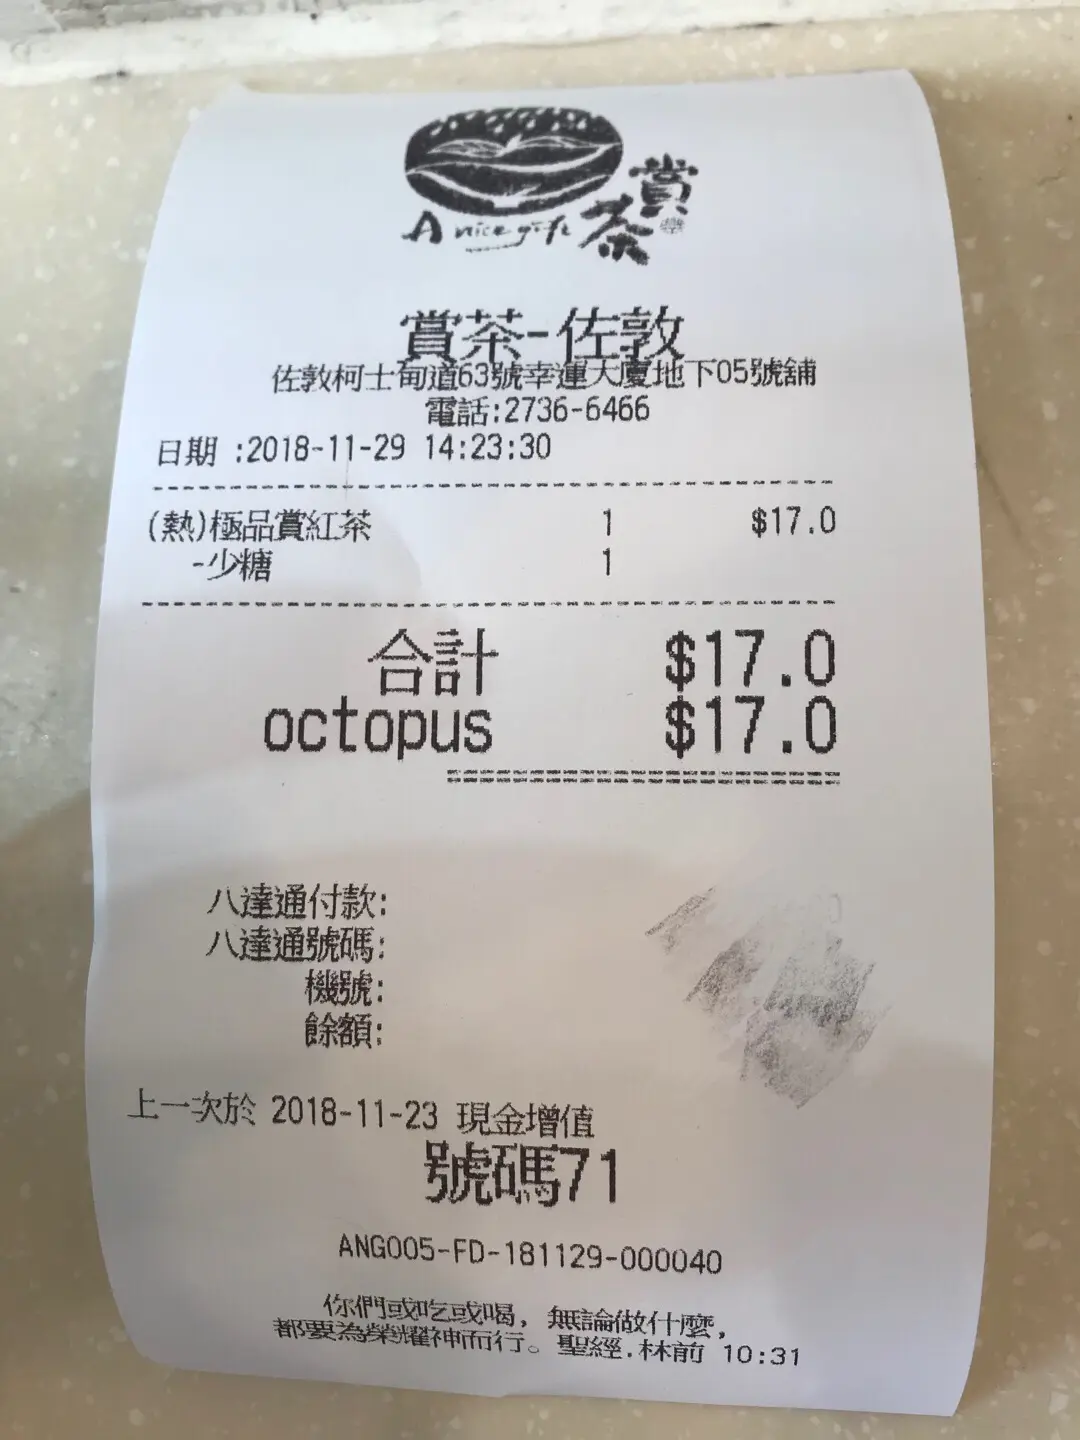 A nice gift 賞茶
賞茶-佐敦
佐敦柯士甸道63號幸運大廈地下05號舖
電話:2736-6466
日期 :2018-11-29 14:23:30
(熱)極品賞紅茶 1 $17.0
-少糖 1
合計 $17.0
octopus $17.0
八達通付款:
八達通號碼:
機號:
餘額:
上一次於 2018-11-23 現金增值
號碼71
ANG005-FD-181129-000040
你們或吃或喝, 無論做什麼,
都要為榮耀神而行。聖經.林前 10:31